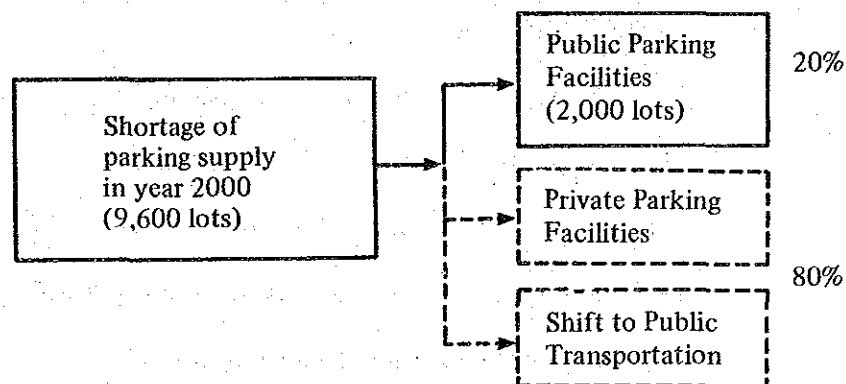 Shortage of
parking supply
in year 2000
(9,600 lots)
Public Parking
Facilities
(2,000 lots)
20%
Private Parking
Facilities
80%
Shift to Public
Transportation